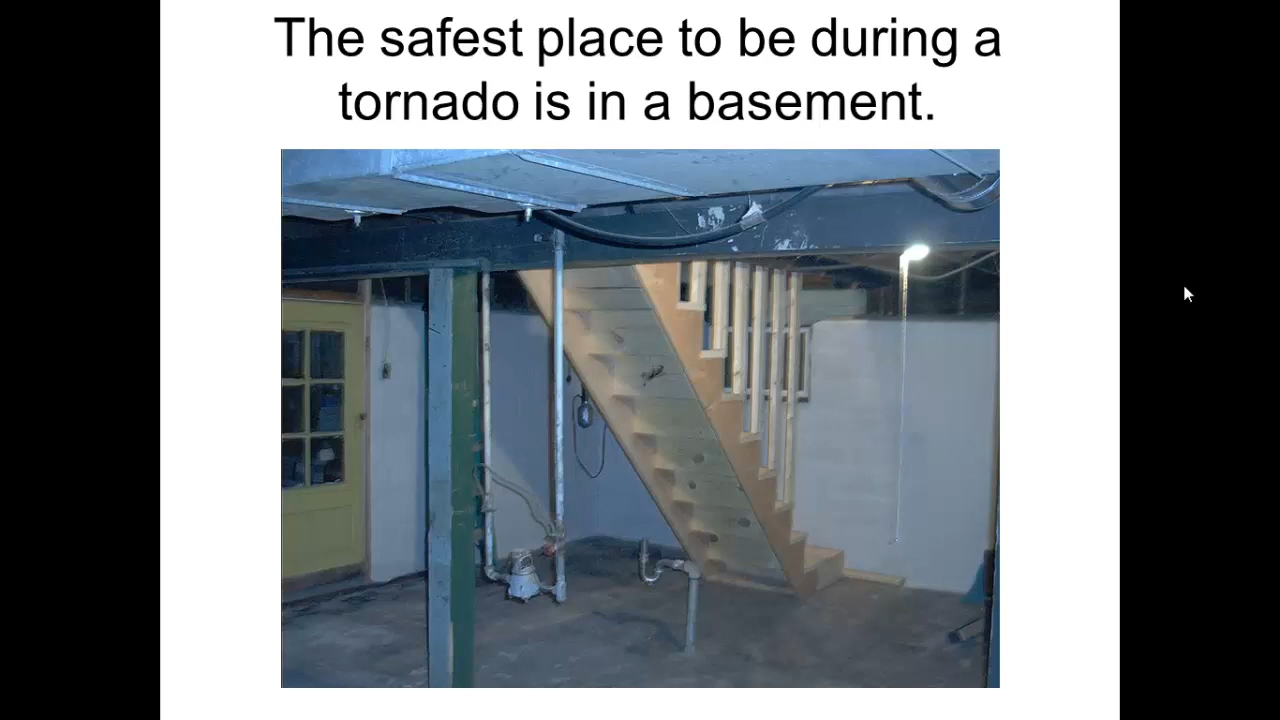 The safest place to be during a
tornado is in a basement.